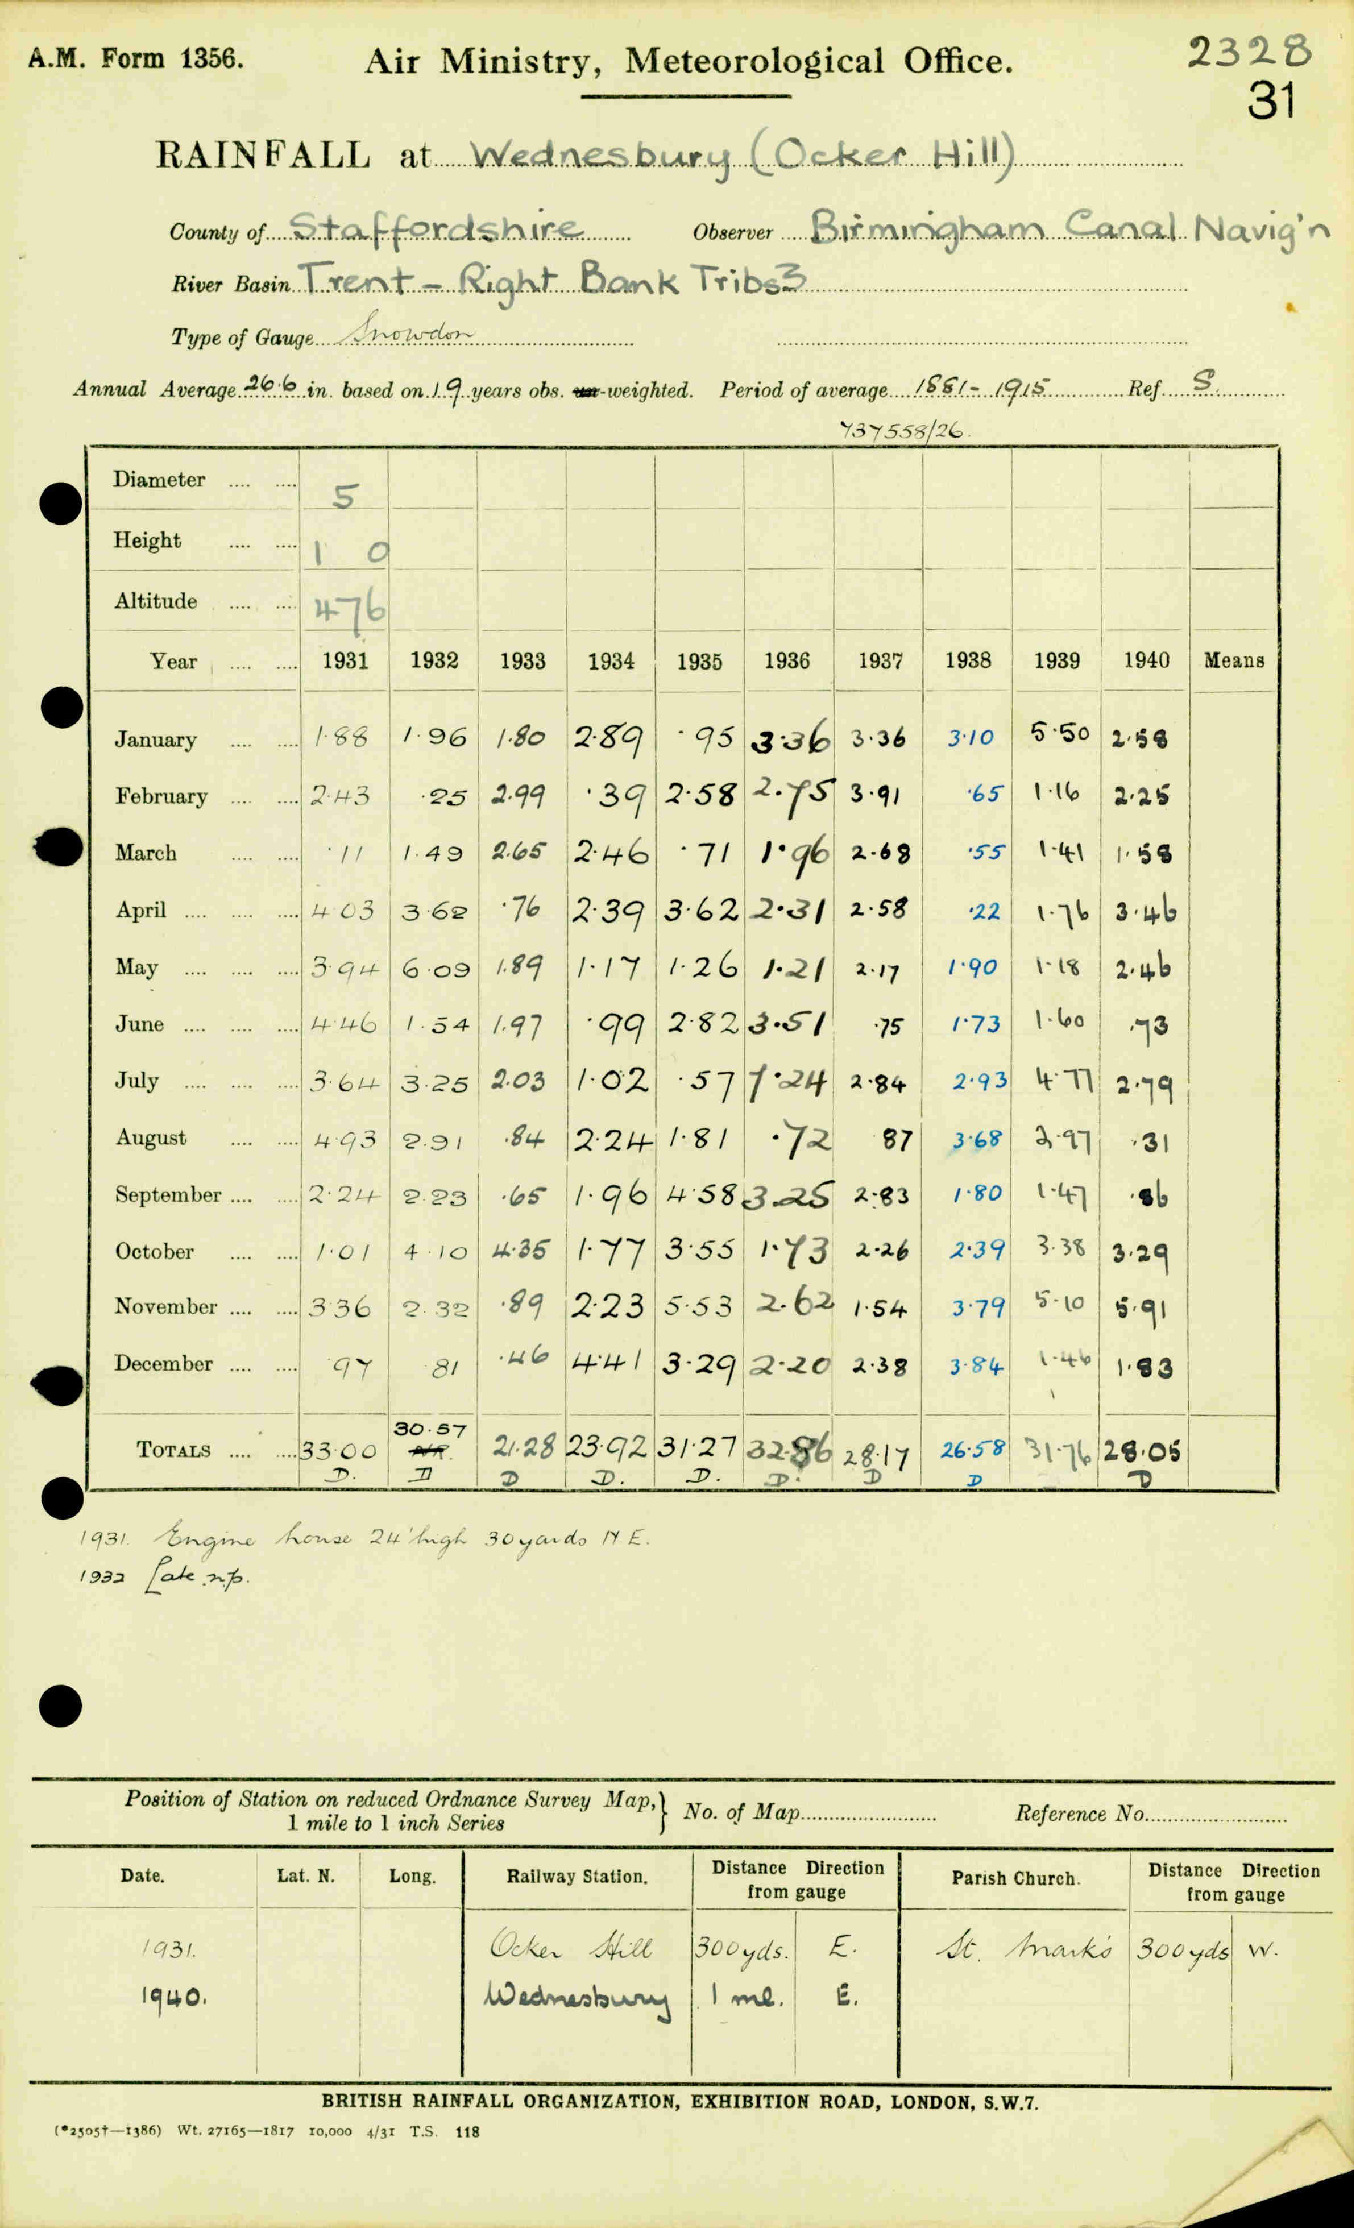 A.M. Form 1356. Air Ministry, Meteorological Office. 2328
31
RAINFALL at Wednesbury (Ocker Hill)
County of Staffordshire Observer Birmingham Canal Navig'n
River Basin Trent - Right Bank Tribs 3
Type of Gauge Snowdon
Annual Average 26.6 in. based on 19 years obs. un-weighted. Period of average 1881-1915 Ref. S.
737558/26.
Diameter .... .... 5
Height .... .... 1 0
Altitude .... .... 476
Year .... .... 1931 1932 1933 1934 1935 1936 1937 1938 1939 1940 Means
January .... .... 1.88 1.96 1.80 2.89 .95 3.36 3.36 3.10 5.50 2.58
February .... .... 2.43 .25 2.99 .39 2.58 2.75 3.91 .65 1.16 2.25
March .... .... .11 1.49 2.65 2.46 .71 1.96 2.68 .55 1.41 1.58
April .... .... .... 4.03 3.62 .76 2.39 3.62 2.31 2.58 .22 1.76 3.46
May .... .... .... 3.94 6.09 1.89 1.17 1.26 1.21 2.17 1.90 1.18 2.46
June .... .... .... 4.46 1.54 1.97 .99 2.82 3.51 .75 1.73 1.60 .73
July .... .... .... 3.64 3.25 2.03 1.02 .57 7.24 2.84 2.93 4.77 2.79
August .... .... 4.93 2.91 .84 2.24 1.81 .72 87 3.68 2.97 .31
September .... .... 2.24 2.23 .65 1.96 4.58 3.25 2.83 1.80 1.47 .86
October .... .... 1.01 4.10 4.35 1.77 3.55 1.73 2.26 2.39 3.38 3.29
November .... .... 3.36 2.32 .89 2.23 5.53 2.62 1.54 3.79 5.10 5.91
December .... .... 97 81 .46 4.41 3.29 2.20 2.38 3.84 1.46 1.83
30.57
TOTALS .... .... 33.00 21.28 23.92 31.27 32.86 28.17 26.58 31.76 28.05
D. D D D. D. D. D D D
1931. Engine house 24' high 30 yards N E.
1932 Late n.p.
Position of Station on reduced Ordnance Survey Map, 1 mile to 1 inch Series } No. of Map Reference No.
Date. Lat. N. Long. Railway Station. Distance Direction from gauge Parish Church. Distance Direction from gauge
1931. Ocker Hill 300 yds. E. St. Mark's 300 yds W.
1940. Wednesbury 1 ml. E.
BRITISH RAINFALL ORGANIZATION, EXHIBITION ROAD, LONDON, S.W.7.
(*2505†—1386) Wt. 27165—1817 10,000 4/31 T.S. 118